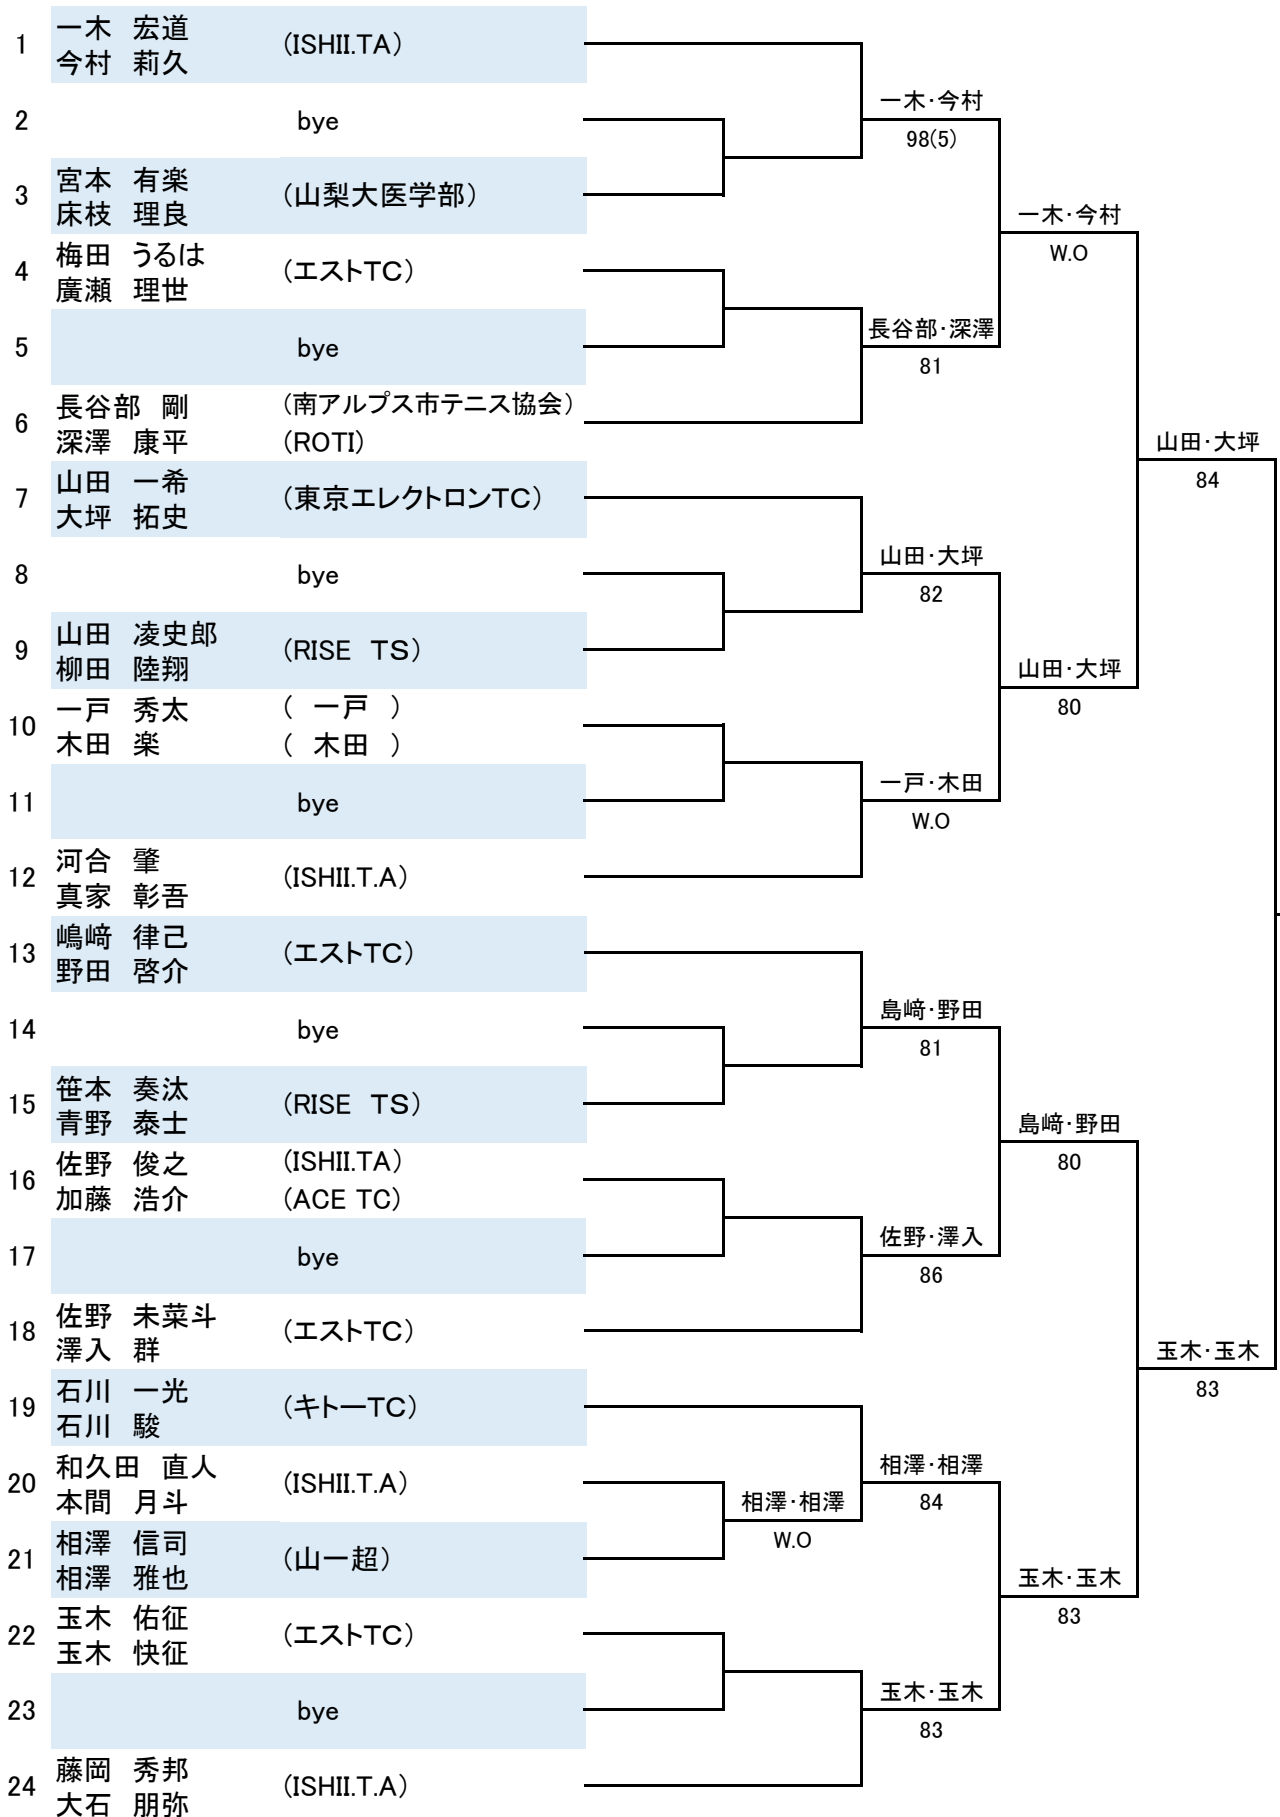 1 一木 宏道 (ISHII.TA)
今村 莉久
一木・今村
2 bye
98(5)
3 宮本 有楽 (山梨大医学部)
床枝 理良
一木・今村
W.O
4 梅田 うるは (エストTC)
廣瀬 理世
長谷部・深澤
5 bye
81
6 長谷部 剛 (南アルプス市テニス協会)
深澤 康平 (ROTI)
山田・大坪
84
7 山田 一希 (東京エレクトロンTC)
大坪 拓史
山田・大坪
8 bye
82
9 山田 凌史郎 (RISE TS)
柳田 陸翔
山田・大坪
80
10 一戸 秀太 ( 一戸 )
木田 楽 ( 木田 )
一戸・木田
11 bye
W.O
12 河合 肇 (ISHII.T.A)
真家 彰吾
13 嶋﨑 律己 (エストTC)
野田 啓介
島﨑・野田
14 bye
81
15 笹本 奏汰 (RISE TS)
青野 泰士
島﨑・野田
80
16 佐野 俊之 (ISHII.TA)
加藤 浩介 (ACE TC)
佐野・澤入
17 bye
86
18 佐野 未菜斗 (エストTC)
澤入 群
玉木・玉木
83
19 石川 一光 (キトーTC)
石川 駿
相澤・相澤
20 和久田 直人 (ISHII.T.A)
本間 月斗
84
相澤・相澤
W.O
21 相澤 信司 (山一超)
相澤 雅也
玉木・玉木
83
22 玉木 佑征 (エストTC)
玉木 快征
玉木・玉木
23 bye
83
24 藤岡 秀邦 (ISHII.T.A)
大石 朋弥